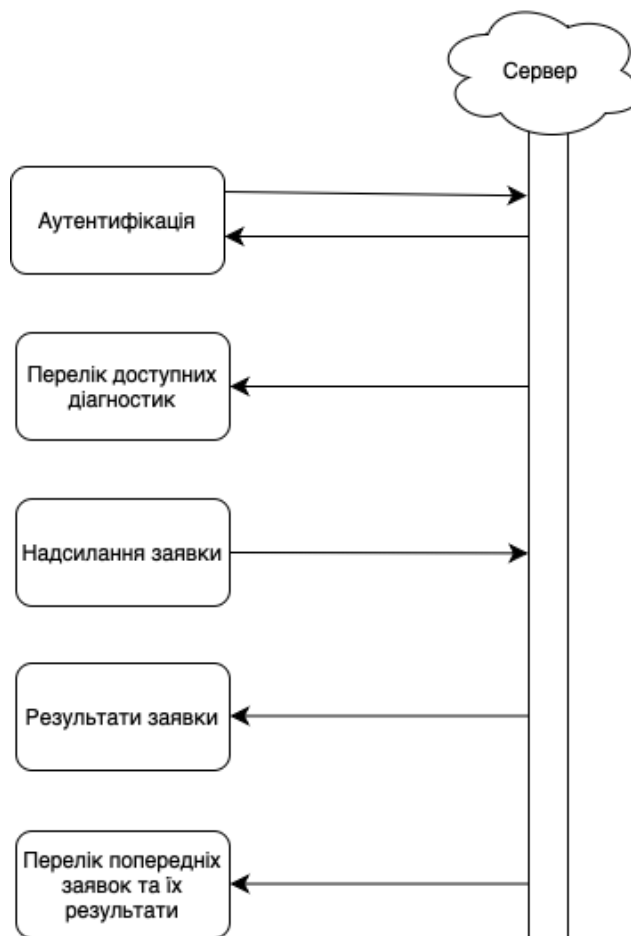 Сервер
Аутентифікація
Перелік доступних
діагностик
Надсилання заявки
Результати заявки
Перелік попередніх
заявок та їх
результати